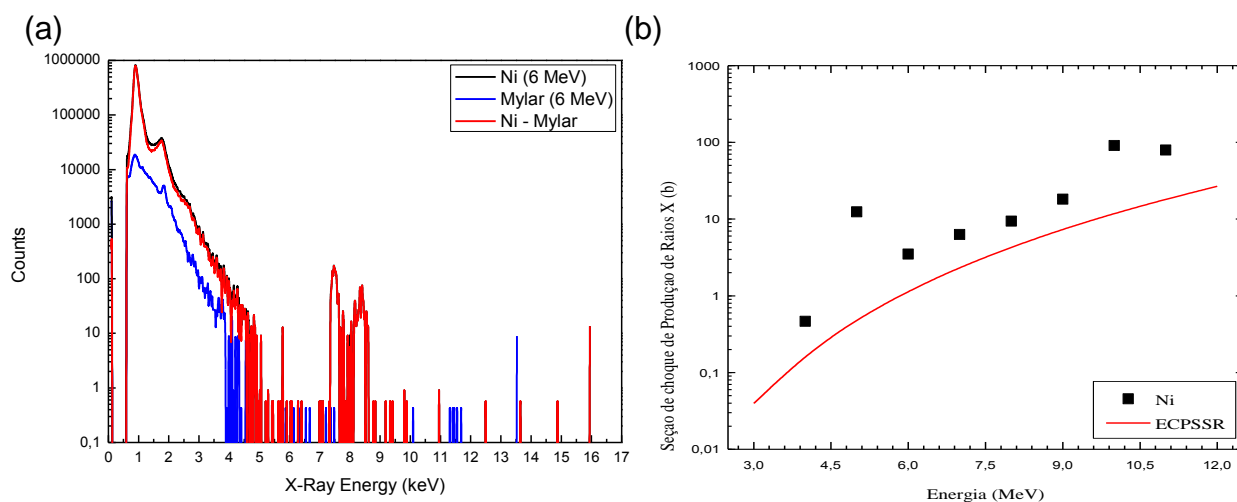 (a)
Counts
1000000
100000
10000
1000
100
10
1
0,1
Ni (6 MeV)
Mylar (6 MeV)
Ni - Mylar
0 1 2 3 4 5 6 7 8 9 10 11 12 13 14 15 16 17
X-Ray Energy (keV)
(b)
Seçao de choque de Produçao de Raios X (b)
1000
100
10
1
0,1
0,01
Ni
ECPSSR
3,0 4,5 6,0 7,5 9,0 10,5 12,0
Energia (MeV)